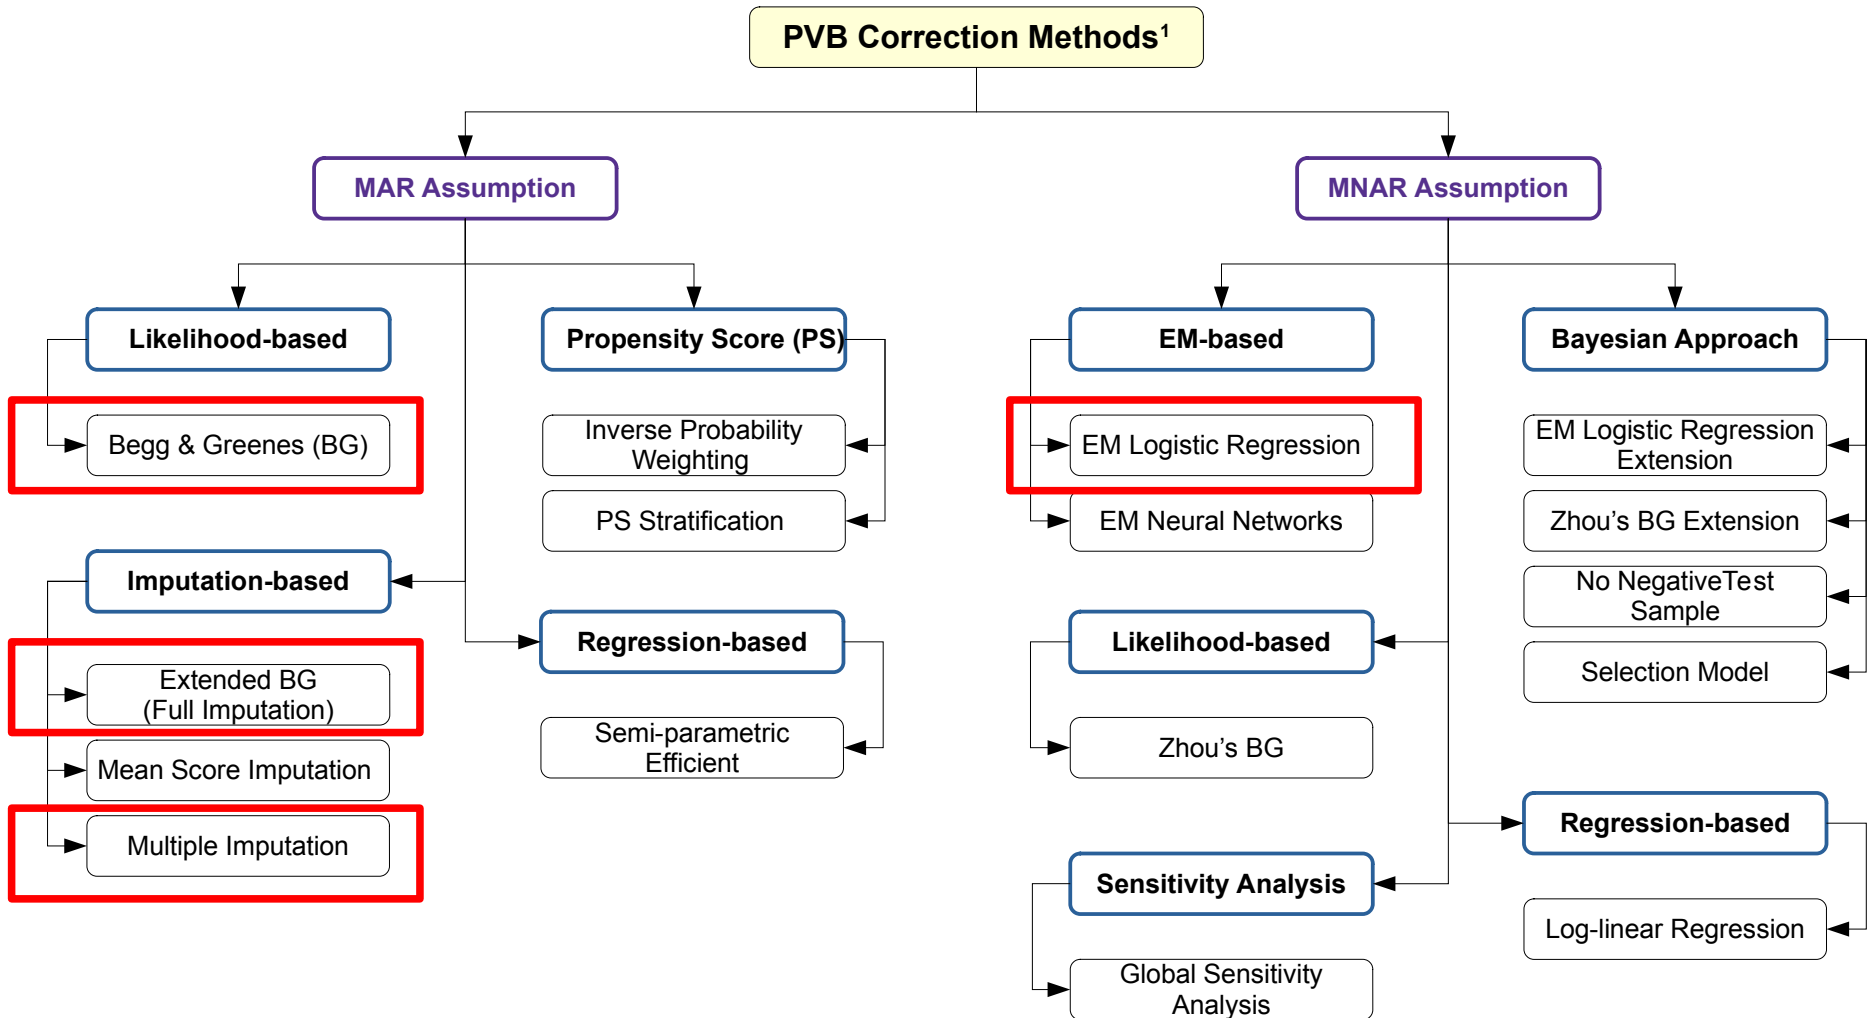 PVB Correction Methods¹
MAR Assumption
MNAR Assumption
Likelihood-based
Begg & Greenes (BG)
Propensity Score (PS)
Inverse Probability
Weighting
PS Stratification
Imputation-based
Extended BG
(Full Imputation)
Mean Score Imputation
Multiple Imputation
Regression-based
Semi-parametric
Efficient
EM-based
EM Logistic Regression
EM Neural Networks
Bayesian Approach
EM Logistic Regression
Extension
Zhou’s BG Extension
No NegativeTest
Sample
Selection Model
Likelihood-based
Zhou’s BG
Regression-based
Log-linear Regression
Sensitivity Analysis
Global Sensitivity
Analysis